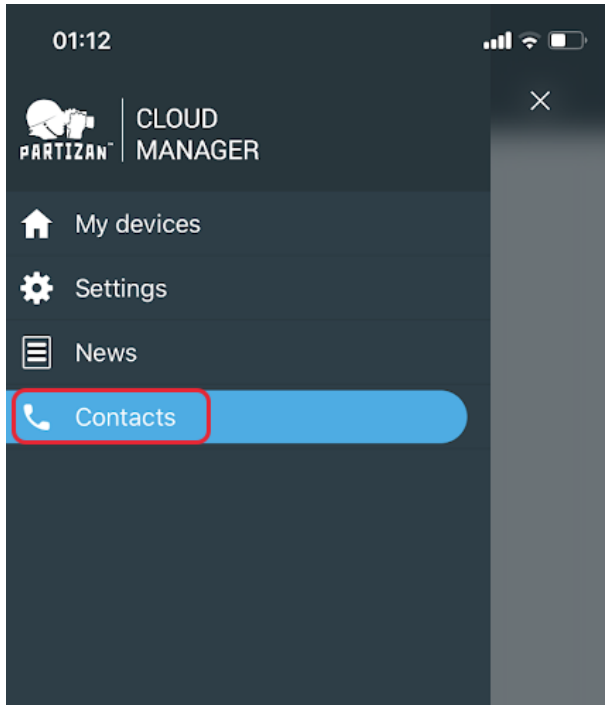 01:12
PARTIZAN™
CLOUD
MANAGER
My devices
Settings
News
Contacts